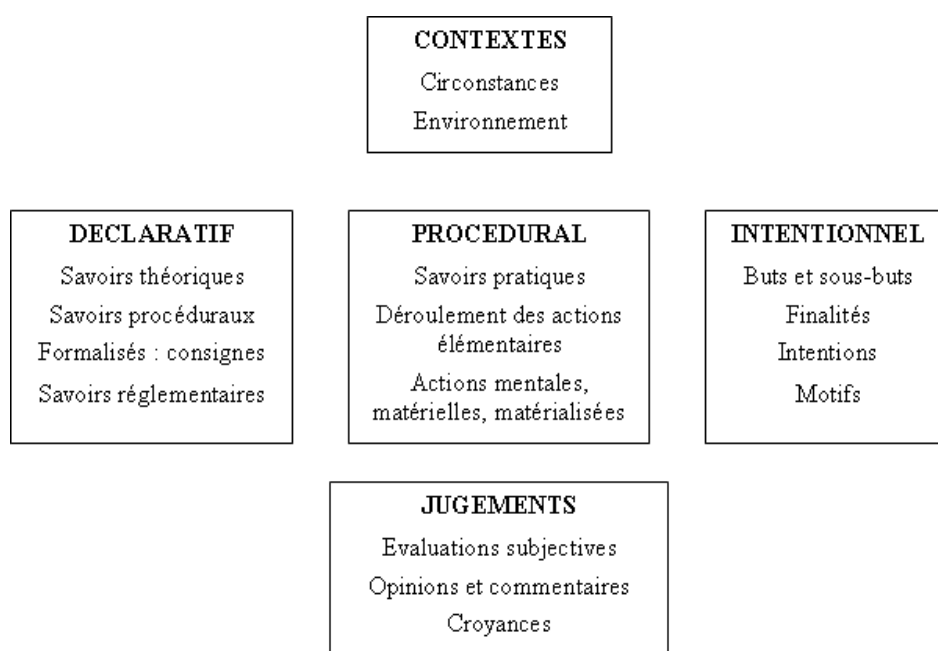 CONTEXTES
Circonstances
Environnement
DECLARATIF
Savoirs théoriques
Savoirs procéduraux
Formalisés : consignes
Savoirs réglementaires
PROCEDURAL
Savoirs pratiques
Déroulement des actions
élémentaires
Actions mentales,
matérielles, matérialisées
INTENTIONNEL
Buts et sous-buts
Finalités
Intentions
Motifs
JUGEMENTS
Evaluations subjectives
Opinions et commentaires
Croyances